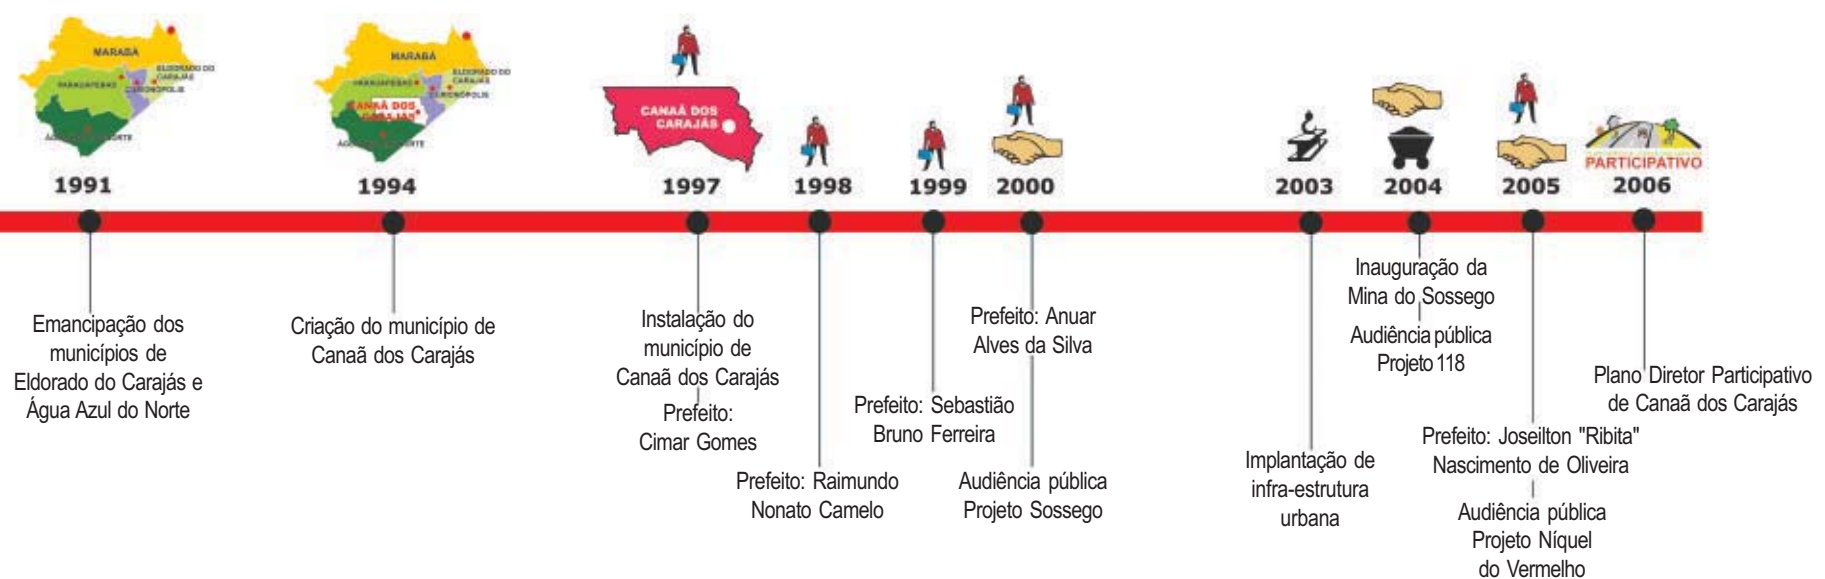 MARABÁ
ELDORADO DO
CARAJÁS
PARAUAPEBAS
CURIONÓPOLIS
MARABÁ
ELDORADO DO
CARAJÁS
PARAUAPEBAS
CURIONÓPOLIS
CANAÃ DOS
CARAJÁS
CANAÃ DOS
CARAJÁS
PARTICIPATIVO
1991
1994
1997
1998
1999
2000
2003
2004
2005
2006
Emancipação dos
municípios de
Eldorado do Carajás e
Água Azul do Norte
Criação do município de
Canaã dos Carajás
Instalação do
município de
Canaã dos Carajás
Prefeito:
Cimar Gomes
Prefeito: Raimundo
Nonato Camelo
Prefeito: Sebastião
Bruno Ferreira
Prefeito: Anuar
Alves da Silva
Audiência pública
Projeto Sossego
Implantação de
infra-estrutura
urbana
Inauguração da
Mina do Sossego
Audiência pública
Projeto 118
Prefeito: Joseilton "Ribita"
Nascimento de Oliveira
Audiência pública
Projeto Níquel
do Vermelho
Plano Diretor Participativo
de Canaã dos Carajás